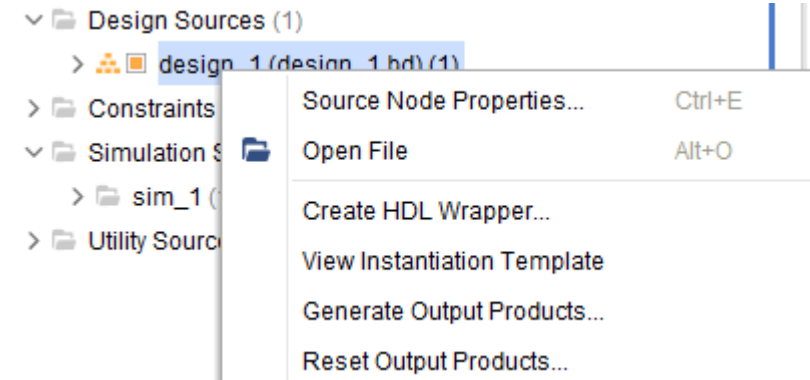 Design Sources (1)
design_1 (design_1.bd) (1)
Source Node Properties... Ctrl+E
Constraints
Open File Alt+O
Simulation S
sim_1 (
Create HDL Wrapper...
Utility Sourc
View Instantiation Template
Generate Output Products...
Reset Output Products...